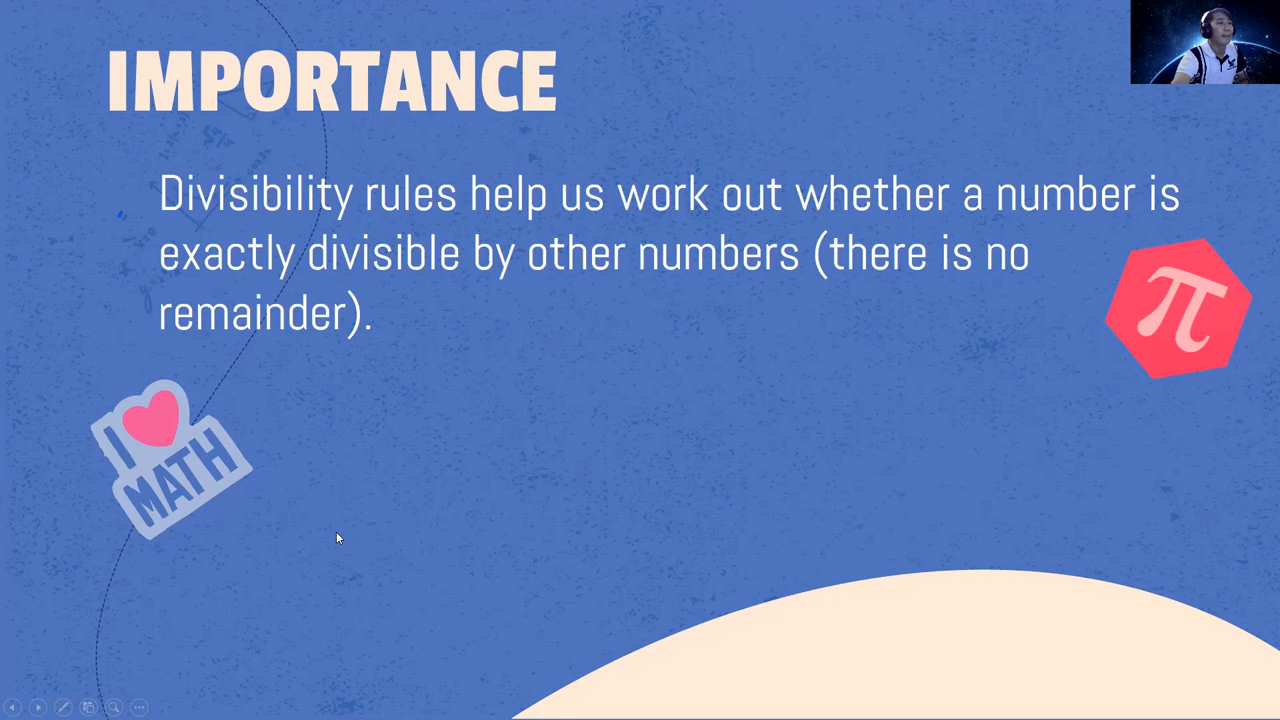 IMPORTANCE
Divisibility rules help us work out whether a number is
exactly divisible by other numbers (there is no
remainder).
π
I
MATH